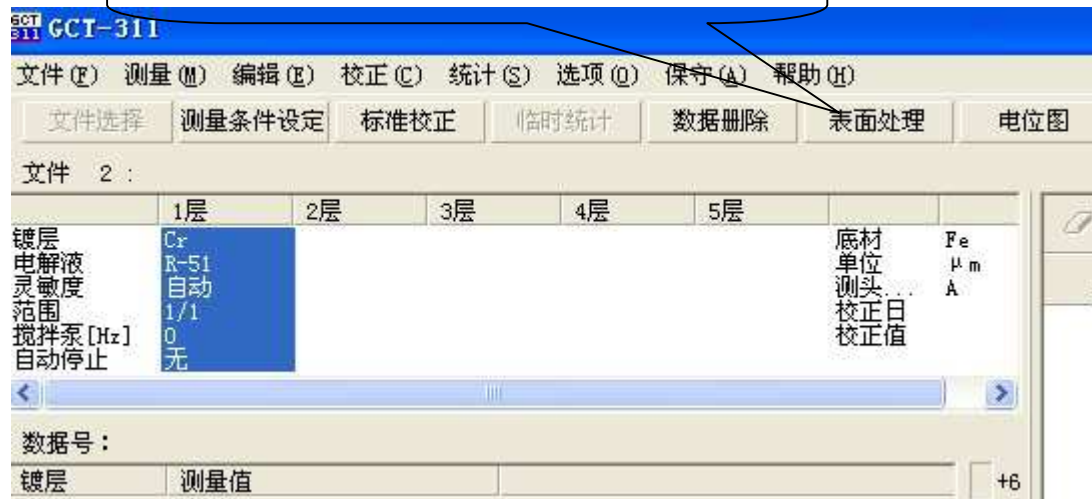 GCT 311 GCT-311
文件(F) 测量(M) 编辑(E) 校正(C) 统计(S) 选项(O) 保守(A) 帮助(H)
文件选择 测量条件设定 标准校正 临时统计 数据删除 表面处理 电位图
文件 2 :
1层 2层 3层 4层 5层
镀层 Cr 底材 Fe
电解液 R-51 单位 μm
灵敏度 自动 测头... A
范围 1/1 校正日
搅拌泵[Hz] 0 校正值
自动停止 无
数据号：
镀层 测量值 +6